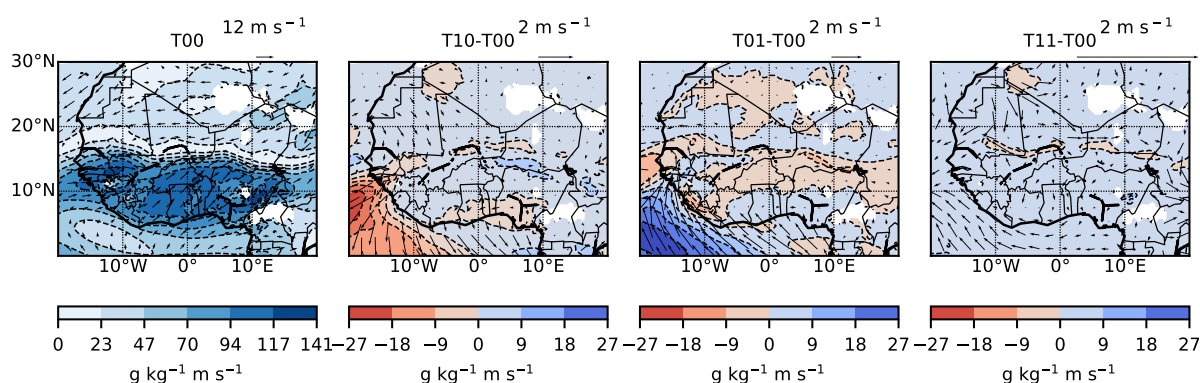 12 m s⁻¹ 2 m s⁻¹ 2 m s⁻¹ 2 m s⁻¹
T00 T10-T00 T01-T00 T11-T00
30°N
20°N
10°N
10°W 0° 10°E 10°W 0° 10°E 10°W 0° 10°E 10°W 0° 10°E
0 23 47 70 94 117 141 −27 −18 −9 0 9 18 27 −27 −18 −9 0 9 18 27 −27 −18 −9 0 9 18 27
g kg⁻¹ m s⁻¹ g kg⁻¹ m s⁻¹ g kg⁻¹ m s⁻¹ g kg⁻¹ m s⁻¹